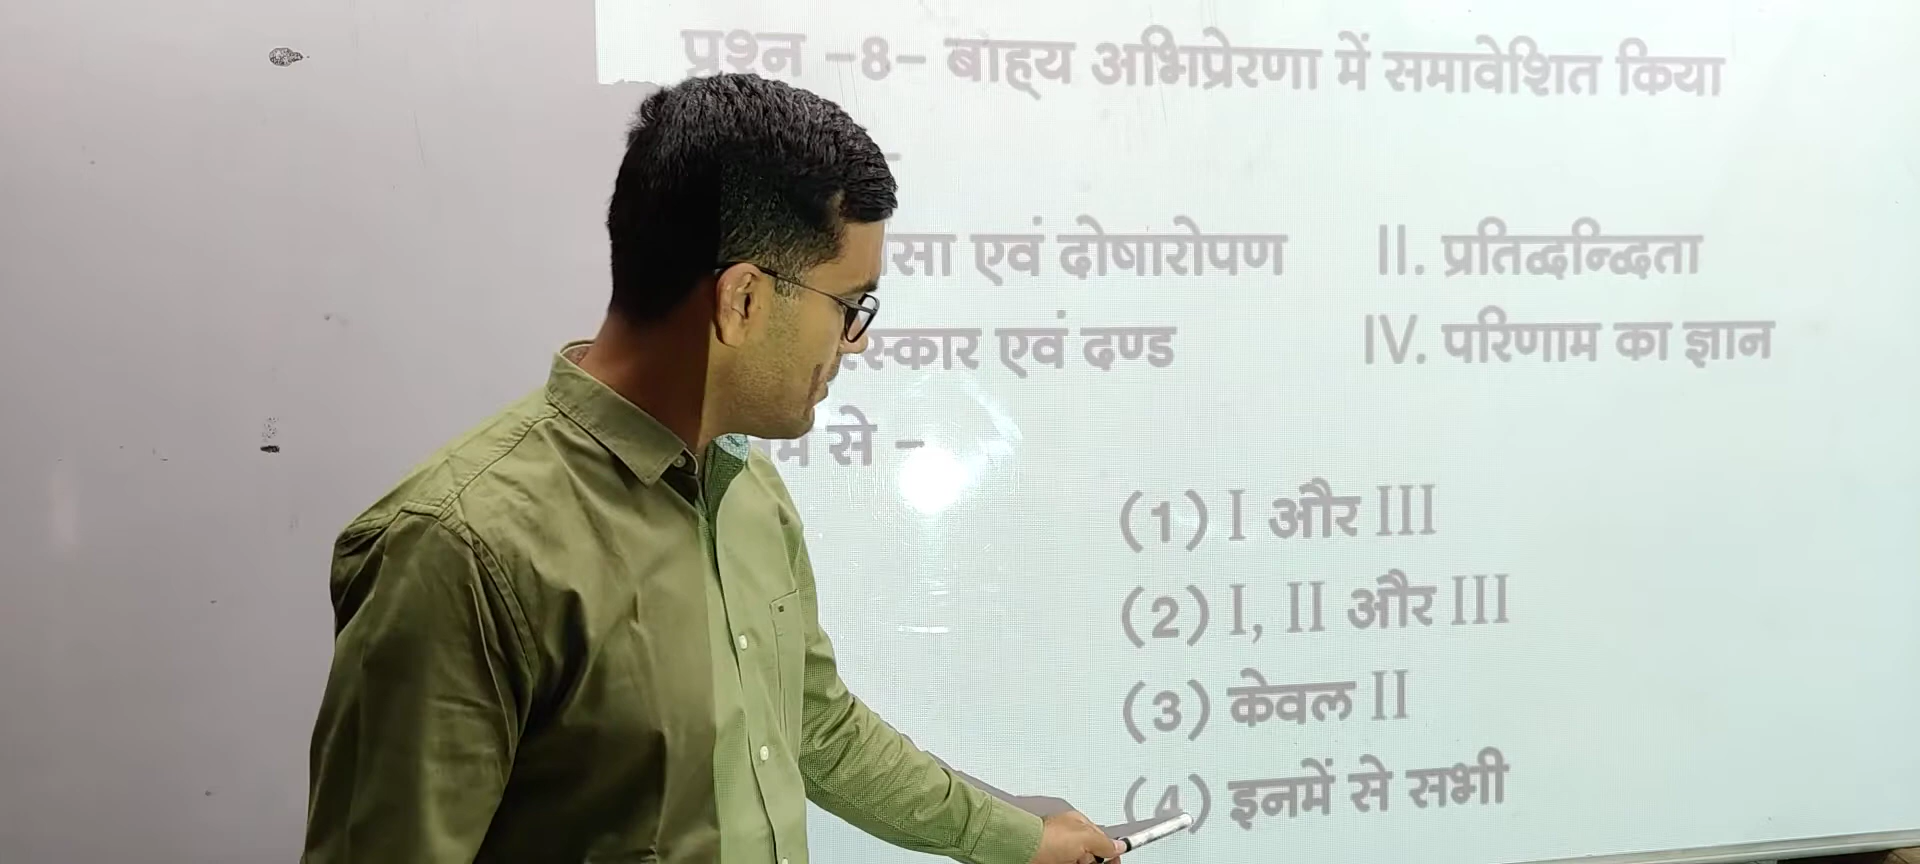 प्रश्न -8- बाह्य अभिप्रेरणा में समावेशित किया
एवं दोषारोपण II. प्रतिद्वन्द्विता
एवं दण्ड IV. परिणाम का ज्ञान
से -
(1) I और III
(2) I, II और III
(3) केवल II
(4) इनमें से सभी